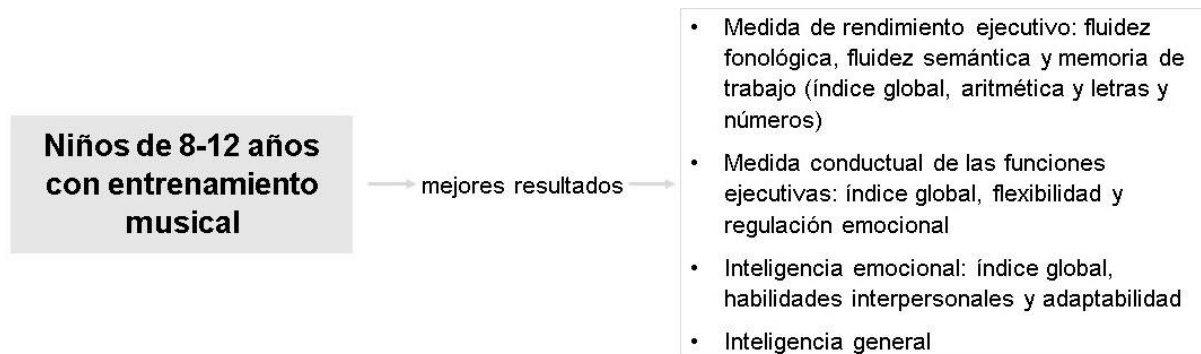 Niños de 8-12 años
con entrenamiento
musical
mejores resultados
• Medida de rendimiento ejecutivo: fluidez
fonológica, fluidez semántica y memoria de
trabajo (índice global, aritmética y letras y
números)
• Medida conductual de las funciones
ejecutivas: índice global, flexibilidad y
regulación emocional
• Inteligencia emocional: índice global,
habilidades interpersonales y adaptabilidad
• Inteligencia general